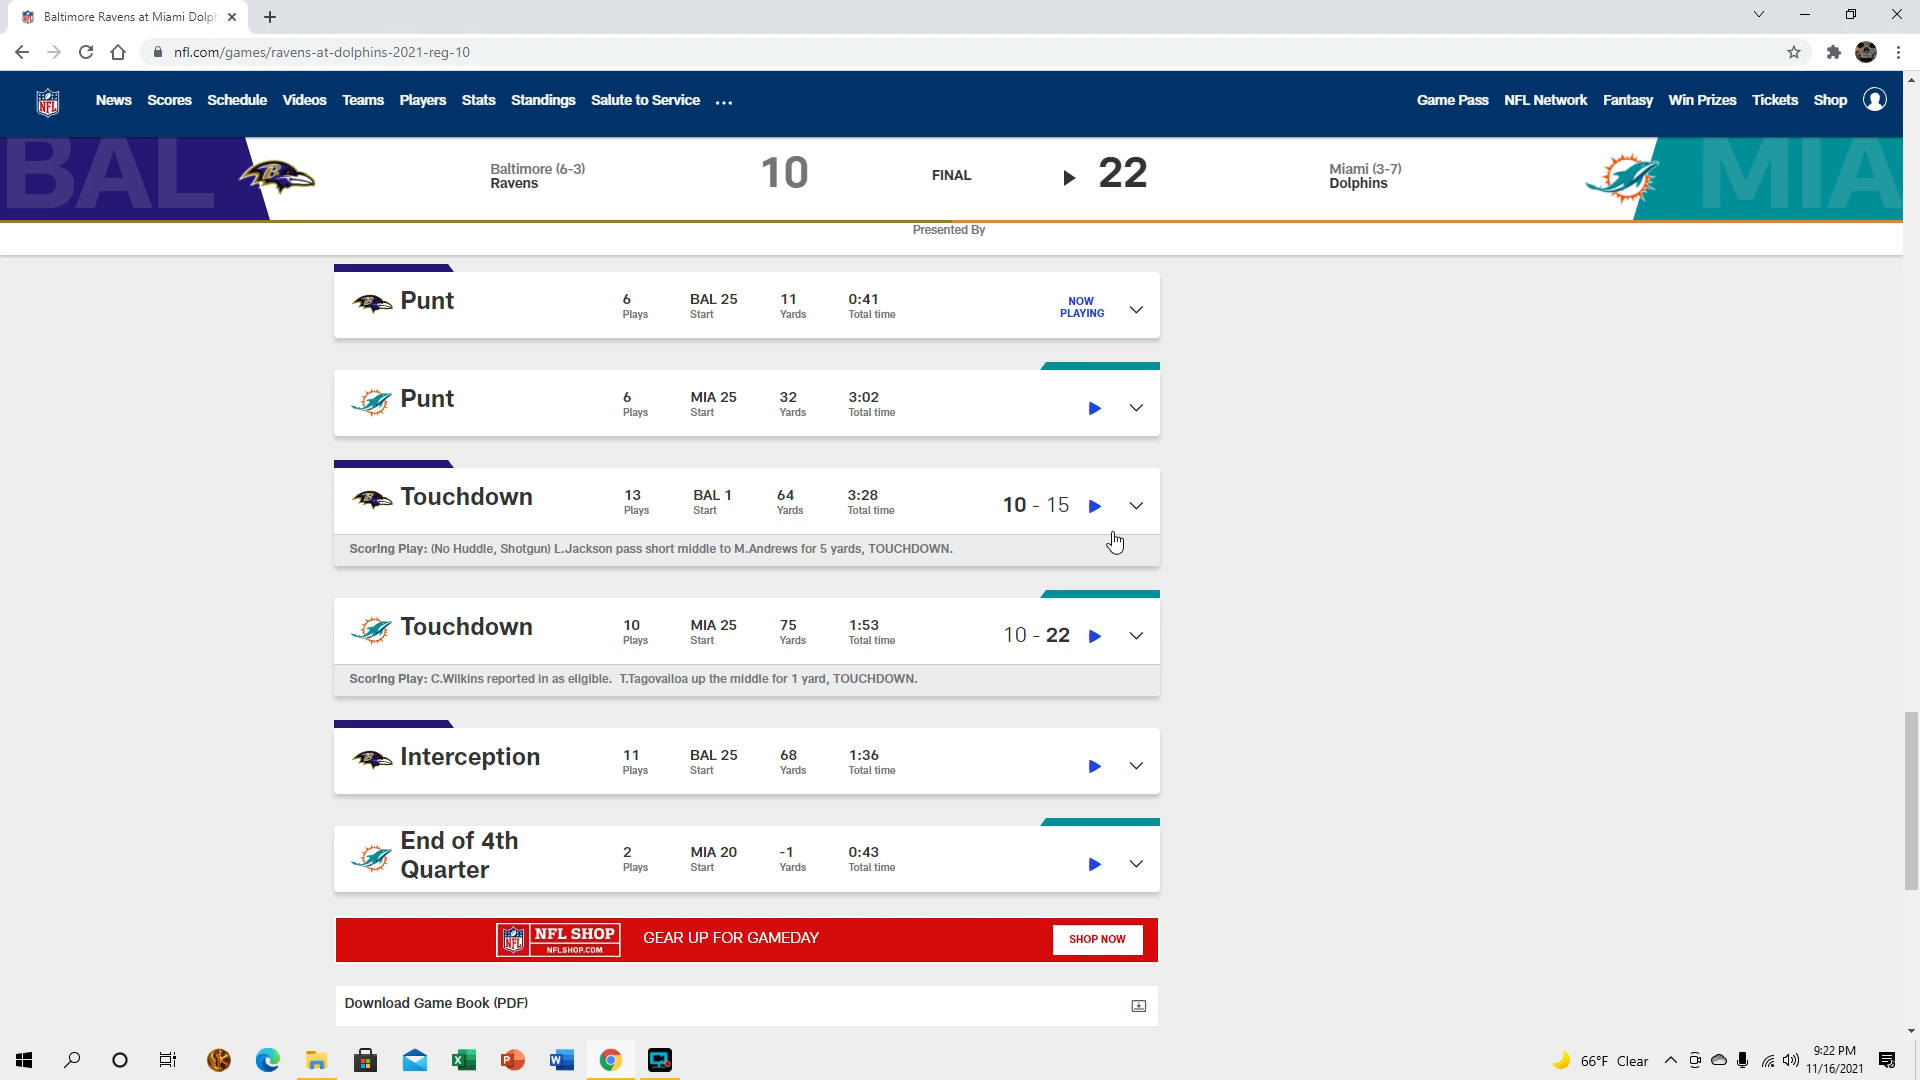 Baltimore Ravens at Miami Dolph
nfl.com/games/ravens-at-dolphins-2021-reg-10
NFL News Scores Schedule Videos Teams Players Stats Standings Salute to Service ... Game Pass NFL Network Fantasy Win Prizes Tickets Shop
BAL Baltimore (6-3) 10 FINAL 22 Miami (3-7) MIA
Ravens Dolphins
Presented By
Punt 6 BAL 25 11 0:41 NOW
Plays Start Yards Total time PLAYING
Punt 6 MIA 25 32 3:02
Plays Start Yards Total time
Touchdown 13 BAL 1 64 3:28 10 - 15
Plays Start Yards Total time
Scoring Play: (No Huddle, Shotgun) L.Jackson pass short middle to M.Andrews for 5 yards, TOUCHDOWN.
Touchdown 10 MIA 25 75 1:53 10 - 22
Plays Start Yards Total time
Scoring Play: C.Wilkins reported in as eligible. T.Tagovailoa up the middle for 1 yard, TOUCHDOWN.
Interception 11 BAL 25 68 1:36
Plays Start Yards Total time
End of 4th 2 MIA 20 -1 0:43
Quarter Plays Start Yards Total time
NFL NFL SHOP GEAR UP FOR GAMEDAY SHOP NOW
NFLSHOP.COM
Download Game Book (PDF)
66°F Clear 9:22 PM
11/16/2021